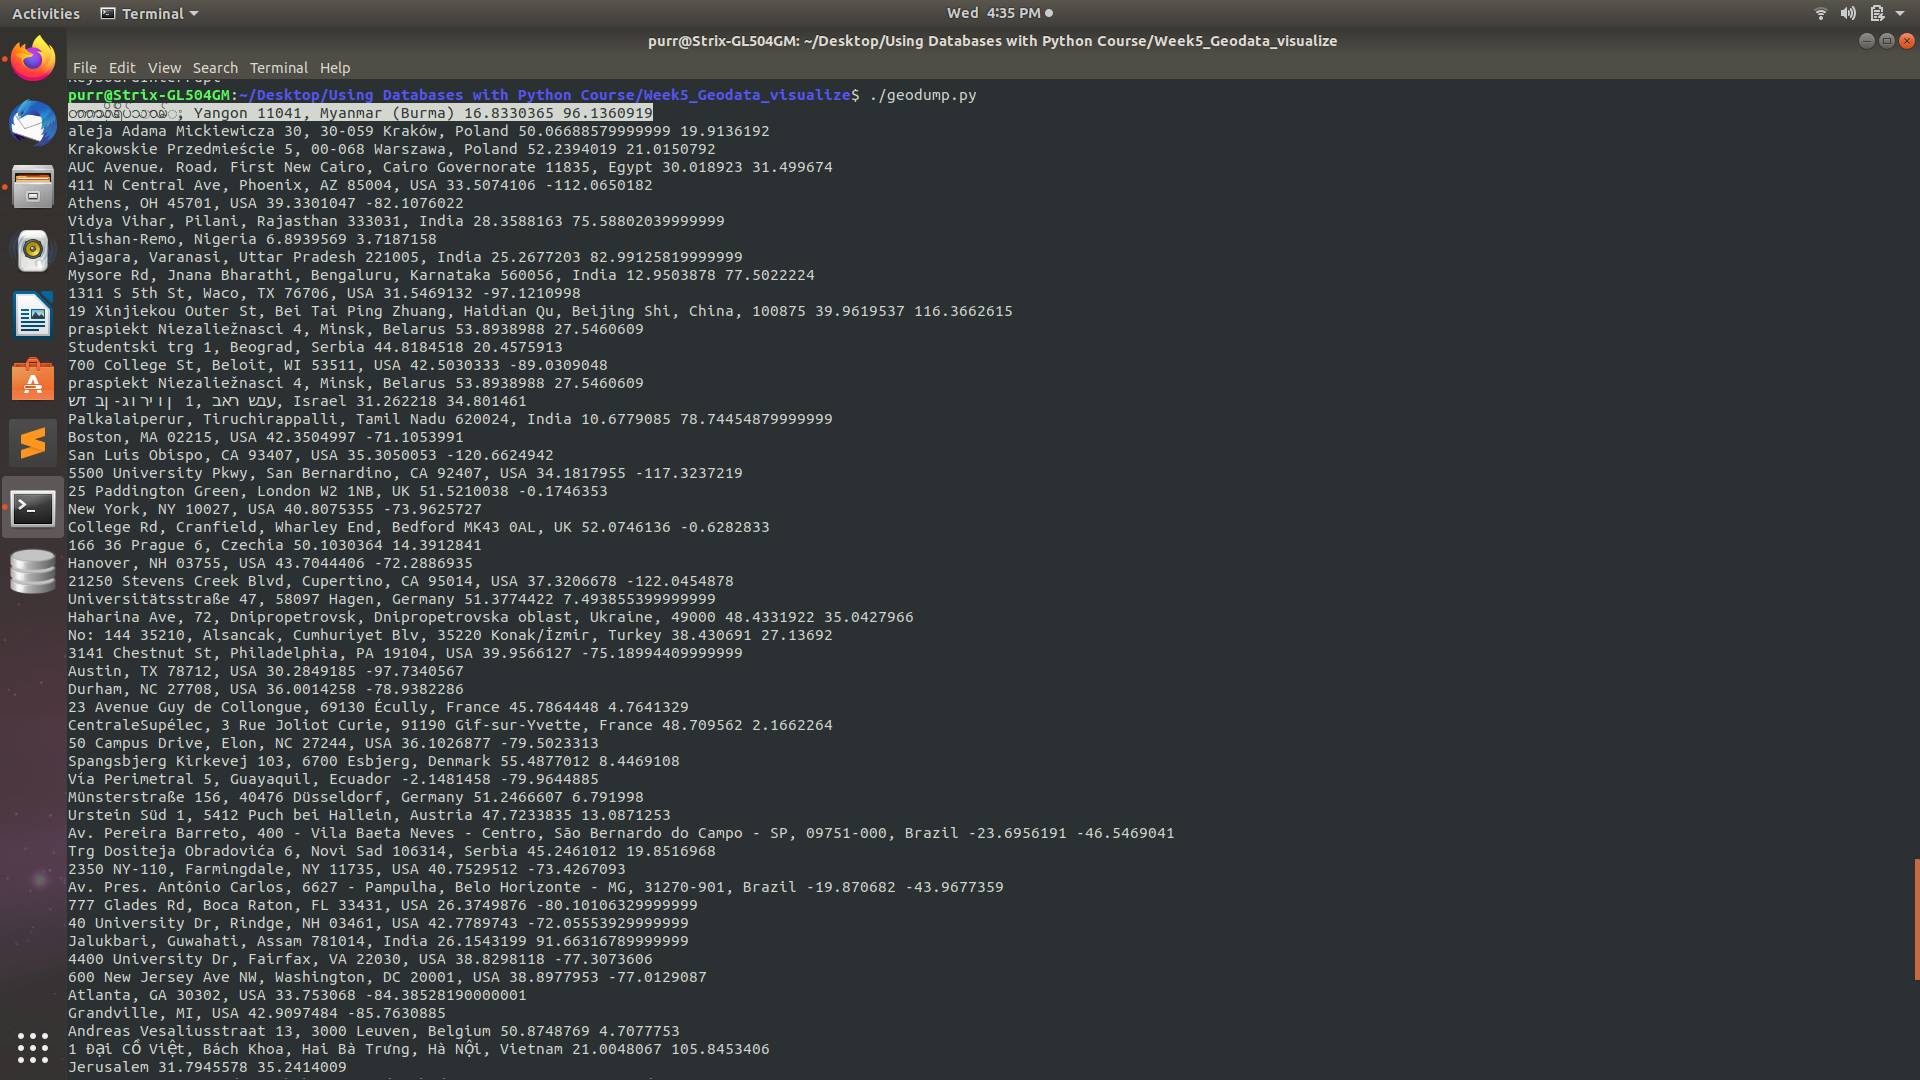 Activities
Terminal
Wed 4:35 PM
purr@Strix-GL504GM: ~/Desktop/Using Databases with Python Course/Week5_Geodata_visualize
File Edit View Search Terminal Help
purr@Strix-GL504GM:~/Desktop/Using Databases with Python Course/Week5_Geodata_visualize$ ./geodump.py
, Yangon 11041, Myanmar (Burma) 16.8330365 96.1360919
aleja Adama Mickiewicza 30, 30-059 Kraków, Poland 50.06688579999999 19.9136192
Krakowskie Przedmieście 5, 00-068 Warszawa, Poland 52.2394019 21.0150792
AUC Avenue، Road، First New Cairo, Cairo Governorate 11835, Egypt 30.018923 31.499674
411 N Central Ave, Phoenix, AZ 85004, USA 33.5074106 -112.0650182
Athens, OH 45701, USA 39.3301047 -82.1076022
Vidya Vihar, Pilani, Rajasthan 333031, India 28.3588163 75.58802039999999
Ilishan-Remo, Nigeria 6.8939569 3.7187158
Ajagara, Varanasi, Uttar Pradesh 221005, India 25.2677203 82.99125819999999
Mysore Rd, Jnana Bharathi, Bengaluru, Karnataka 560056, India 12.9503878 77.5022224
1311 S 5th St, Waco, TX 76706, USA 31.5469132 -97.1210998
19 Xinjiekou Outer St, Bei Tai Ping Zhuang, Haidian Qu, Beijing Shi, China, 100875 39.9619537 116.3662615
praspiekt Niezaliežnasci 4, Minsk, Belarus 53.8938988 27.5460609
Studentski trg 1, Beograd, Serbia 44.8184518 20.4575913
700 College St, Beloit, WI 53511, USA 42.5030333 -89.0309048
praspiekt Niezaliežnasci 4, Minsk, Belarus 53.8938988 27.5460609
שד בן-גוריון 1, באר שבע, Israel 31.262218 34.801461
Palkalaiperur, Tiruchirappalli, Tamil Nadu 620024, India 10.6779085 78.74454879999999
Boston, MA 02215, USA 42.3504997 -71.1053991
San Luis Obispo, CA 93407, USA 35.3050053 -120.6624942
5500 University Pkwy, San Bernardino, CA 92407, USA 34.1817955 -117.3237219
25 Paddington Green, London W2 1NB, UK 51.5210038 -0.1746353
New York, NY 10027, USA 40.8075355 -73.9625727
College Rd, Cranfield, Wharley End, Bedford MK43 0AL, UK 52.0746136 -0.6282833
166 36 Prague 6, Czechia 50.1030364 14.3912841
Hanover, NH 03755, USA 43.7044406 -72.2886935
21250 Stevens Creek Blvd, Cupertino, CA 95014, USA 37.3206678 -122.0454878
Universitätsstraße 47, 58097 Hagen, Germany 51.3774422 7.493855399999999
Haharina Ave, 72, Dnipropetrovsk, Dnipropetrovska oblast, Ukraine, 49000 48.4331922 35.0427966
No: 144 35210, Alsancak, Cumhuriyet Blv, 35220 Konak/İzmir, Turkey 38.430691 27.13692
3141 Chestnut St, Philadelphia, PA 19104, USA 39.9566127 -75.18994409999999
Austin, TX 78712, USA 30.2849185 -97.7340567
Durham, NC 27708, USA 36.0014258 -78.9382286
23 Avenue Guy de Collongue, 69130 Écully, France 45.7864448 4.7641329
CentraleSupélec, 3 Rue Joliot Curie, 91190 Gif-sur-Yvette, France 48.709562 2.1662264
50 Campus Drive, Elon, NC 27244, USA 36.1026877 -79.5023313
Spangsbjerg Kirkevej 103, 6700 Esbjerg, Denmark 55.4877012 8.4469108
Vía Perimetral 5, Guayaquil, Ecuador -2.1481458 -79.9644885
Münsterstraße 156, 40476 Düsseldorf, Germany 51.2466607 6.791998
Urstein Süd 1, 5412 Puch bei Hallein, Austria 47.7233835 13.0871253
Av. Pereira Barreto, 400 - Vila Baeta Neves - Centro, São Bernardo do Campo - SP, 09751-000, Brazil -23.6956191 -46.5469041
Trg Dositeja Obradovića 6, Novi Sad 106314, Serbia 45.2461012 19.8516968
2350 NY-110, Farmingdale, NY 11735, USA 40.7529512 -73.4267093
Av. Pres. Antônio Carlos, 6627 - Pampulha, Belo Horizonte - MG, 31270-901, Brazil -19.870682 -43.9677359
777 Glades Rd, Boca Raton, FL 33431, USA 26.3749876 -80.10106329999999
40 University Dr, Rindge, NH 03461, USA 42.7789743 -72.05553929999999
Jalukbari, Guwahati, Assam 781014, India 26.1543199 91.66316789999999
4400 University Dr, Fairfax, VA 22030, USA 38.8298118 -77.3073606
600 New Jersey Ave NW, Washington, DC 20001, USA 38.8977953 -77.0129087
Atlanta, GA 30302, USA 33.753068 -84.38528190000001
Grandville, MI, USA 42.9097484 -85.7630885
Andreas Vesaliusstraat 13, 3000 Leuven, Belgium 50.8748769 4.7077753
1 Đại Cồ Việt, Bách Khoa, Hai Bà Trưng, Hà Nội, Vietnam 21.0048067 105.8453406
Jerusalem 31.7945578 35.2414009